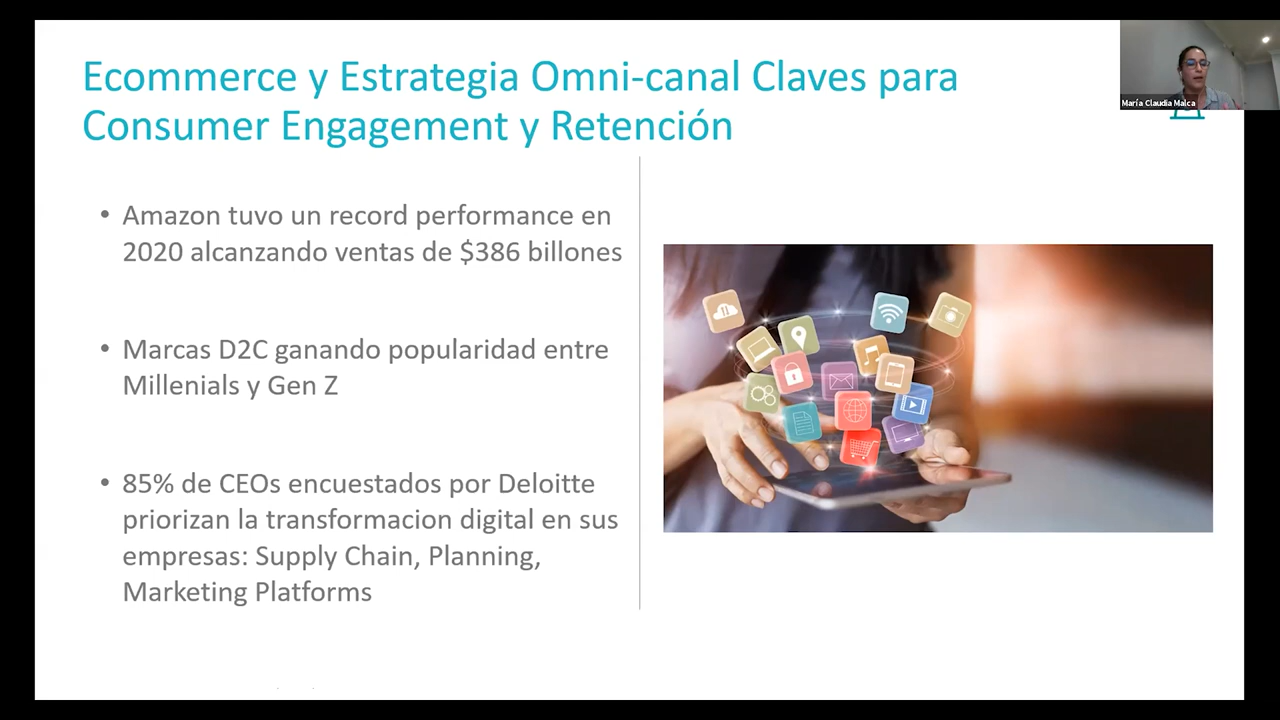 Ecommerce y Estrategia Omni-canal Claves para
Consumer Engagement y Retención
María Claudia Malca
• Amazon tuvo un record performance en
2020 alcanzando ventas de $386 billones
• Marcas D2C ganando popularidad entre
Millenials y Gen Z
• 85% de CEOs encuestados por Deloitte
priorizan la transformacion digital en sus
empresas: Supply Chain, Planning,
Marketing Platforms